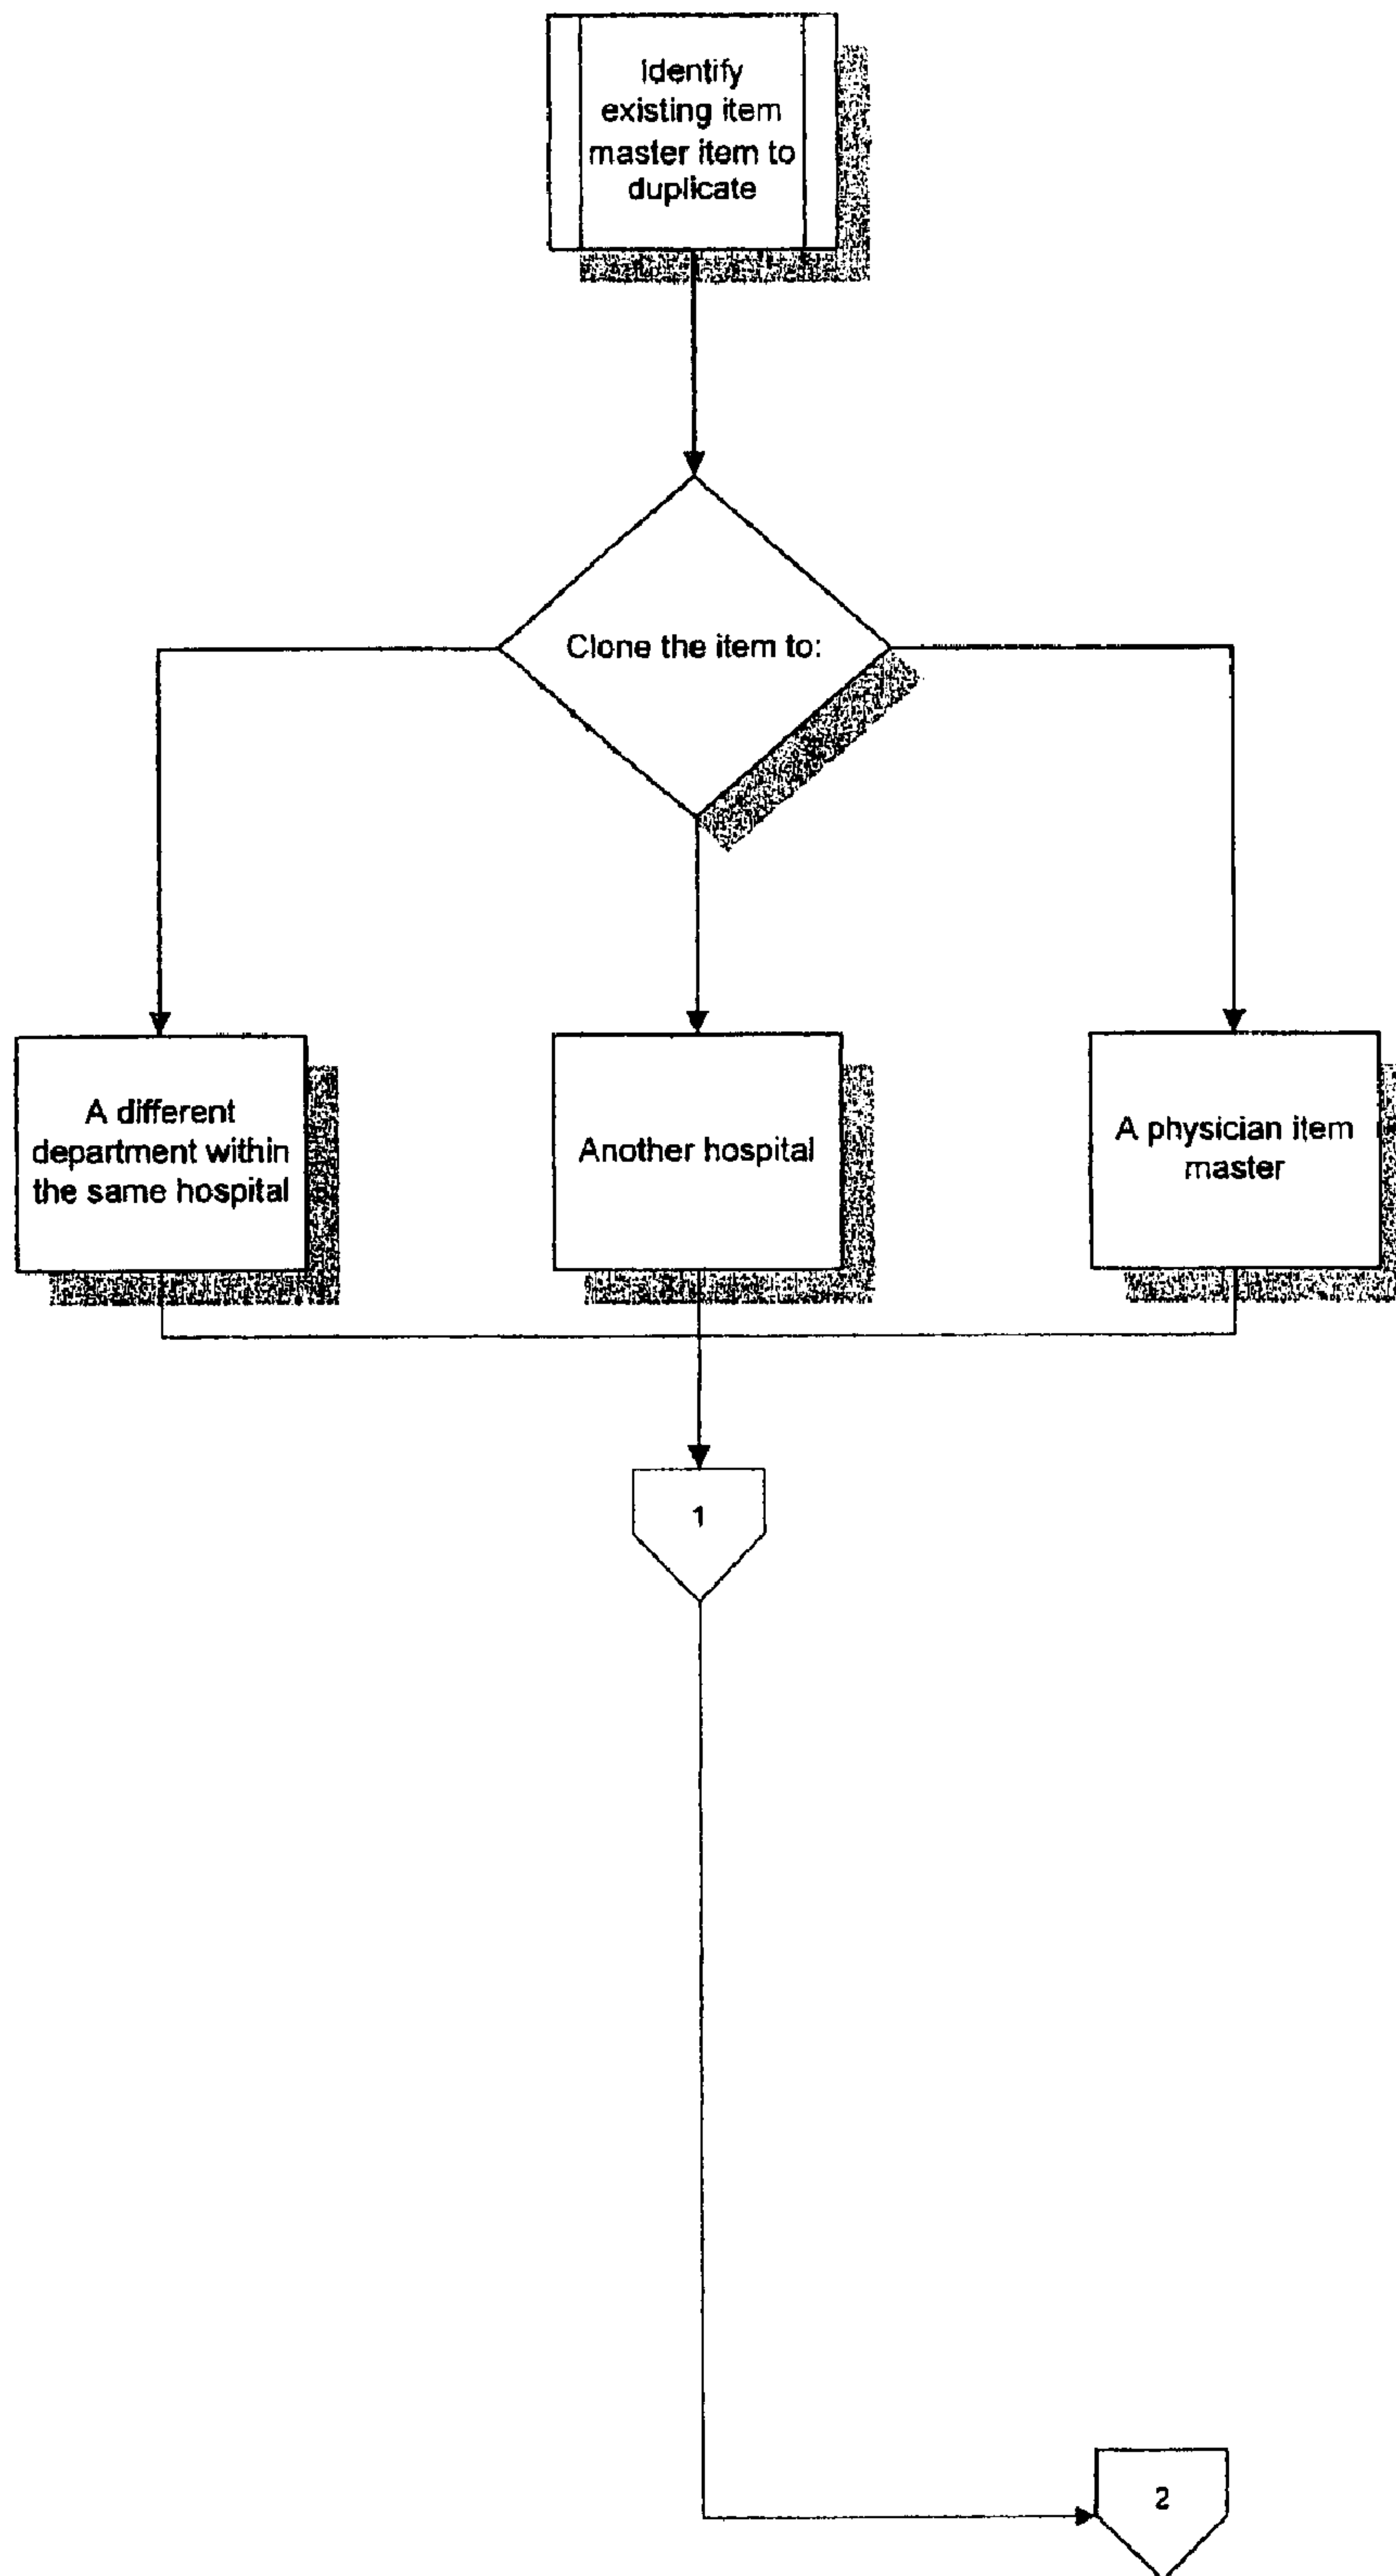 Identify
existing item
master item to
duplicate
Clone the item to:
A different
department within
the same hospital
Another hospital
A physician item
master
1
2